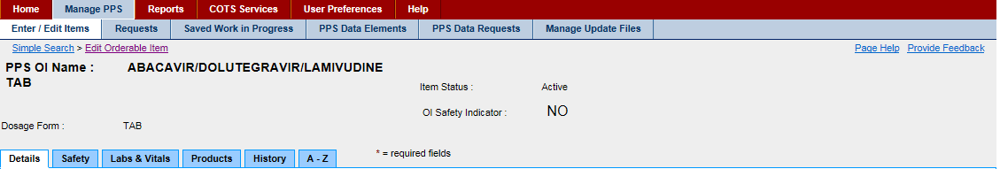 Home Manage PPS Reports COTS Services User Preferences Help
Enter / Edit Items Requests Saved Work in Progress PPS Data Elements PPS Data Requests Manage Update Files
Simple Search > Edit Orderable Item Page Help Provide Feedback
PPS OI Name : ABACAVIR/DOLUTEGRAVIR/LAMIVUDINE
TAB
Item Status : Active
OI Safety Indicator : NO
Dosage Form : TAB
Details Safety Labs & Vitals Products History A - Z * = required fields